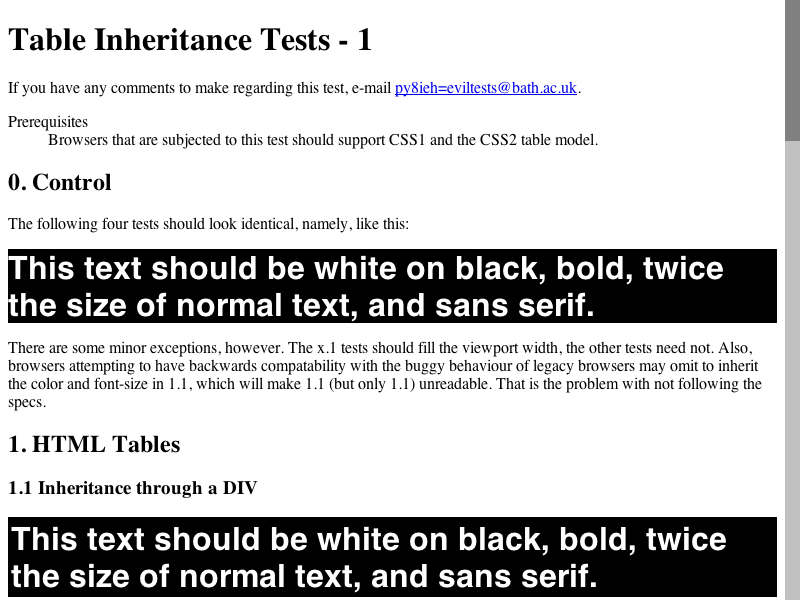 Table Inheritance Tests - 1
If you have any comments to make regarding this test, e-mail py8ieh=eviltests@bath.ac.uk.
Prerequisites
Browsers that are subjected to this test should support CSS1 and the CSS2 table model.
0. Control
The following four tests should look identical, namely, like this:
This text should be white on black, bold, twice
the size of normal text, and sans serif.
There are some minor exceptions, however. The x.1 tests should fill the viewport width, the other tests need not. Also,
browsers attempting to have backwards compatability with the buggy behaviour of legacy browsers may omit to inherit
the color and font-size in 1.1, which will make 1.1 (but only 1.1) unreadable. That is the problem with not following the
specs.
1. HTML Tables
1.1 Inheritance through a DIV
This text should be white on black, bold, twice
the size of normal text, and sans serif.